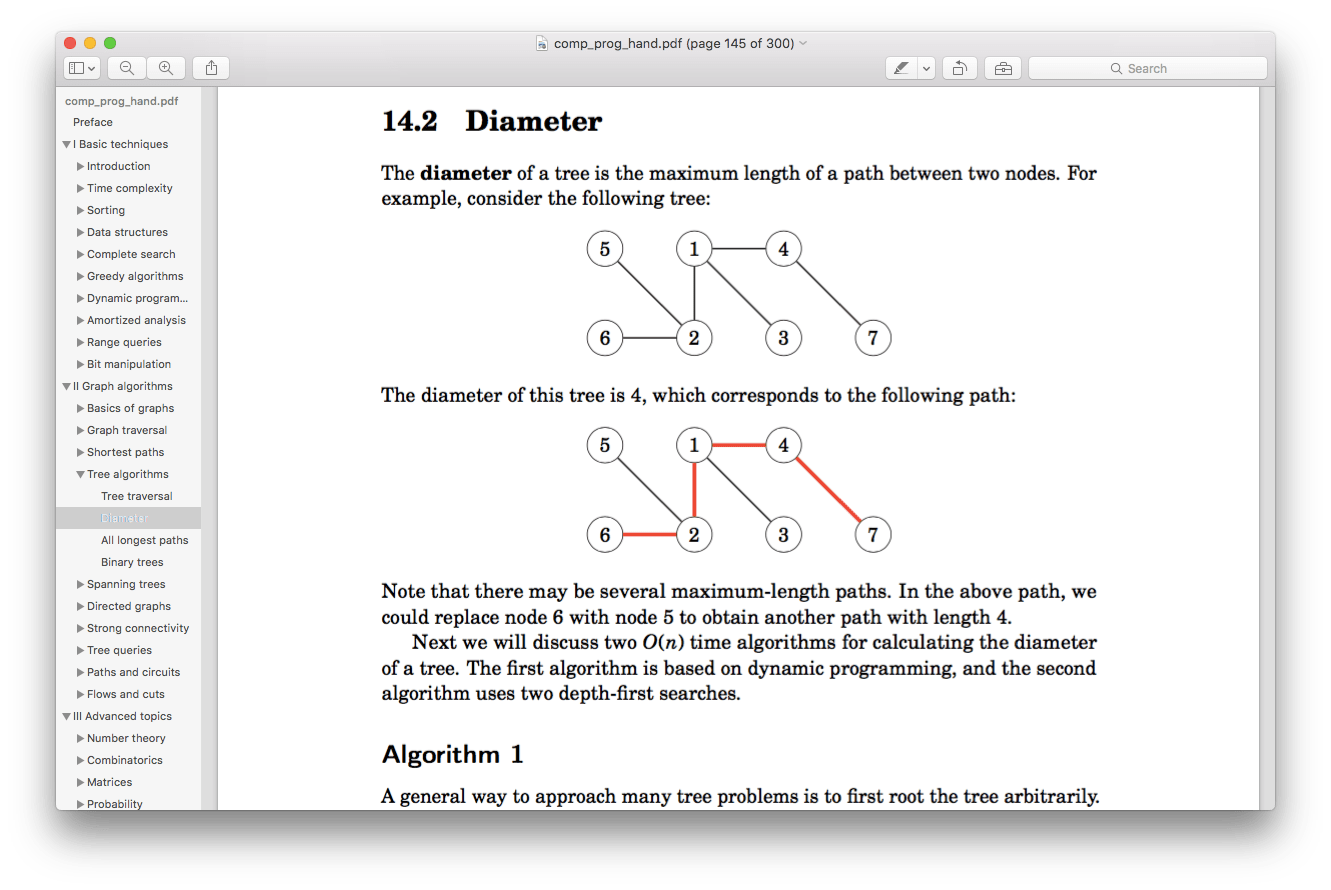 comp_prog_hand.pdf (page 145 of 300)
Search
comp_prog_hand.pdf
Preface
I Basic techniques
Introduction
Time complexity
Sorting
Data structures
Complete search
Greedy algorithms
Dynamic program...
Amortized analysis
Range queries
Bit manipulation
II Graph algorithms
Basics of graphs
Graph traversal
Shortest paths
Tree algorithms
Tree traversal
Diameter
All longest paths
Binary trees
Spanning trees
Directed graphs
Strong connectivity
Tree queries
Paths and circuits
Flows and cuts
III Advanced topics
Number theory
Combinatorics
Matrices
Probability
14.2 Diameter
The diameter of a tree is the maximum length of a path between two nodes. For
example, consider the following tree:
5 1 4
6 2 3 7
The diameter of this tree is 4, which corresponds to the following path:
5 1 4
6 2 3 7
Note that there may be several maximum-length paths. In the above path, we
could replace node 6 with node 5 to obtain another path with length 4.
Next we will discuss two O(n) time algorithms for calculating the diameter
of a tree. The first algorithm is based on dynamic programming, and the second
algorithm uses two depth-first searches.
Algorithm 1
A general way to approach many tree problems is to first root the tree arbitrarily.